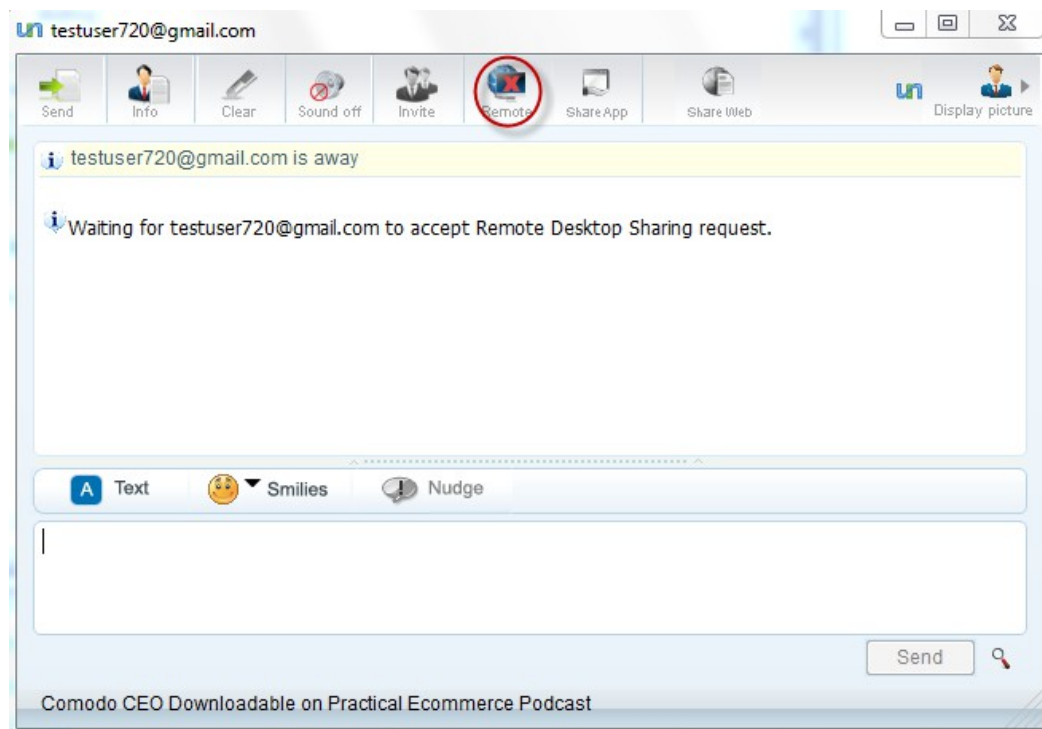 un testuser720@gmail.com
Send Info Clear Sound off Invite Remote Share App Share Web un Display picture
testuser720@gmail.com is away
Waiting for testuser720@gmail.com to accept Remote Desktop Sharing request.
A Text Smilies Nudge
Send
Comodo CEO Downloadable on Practical Ecommerce Podcast